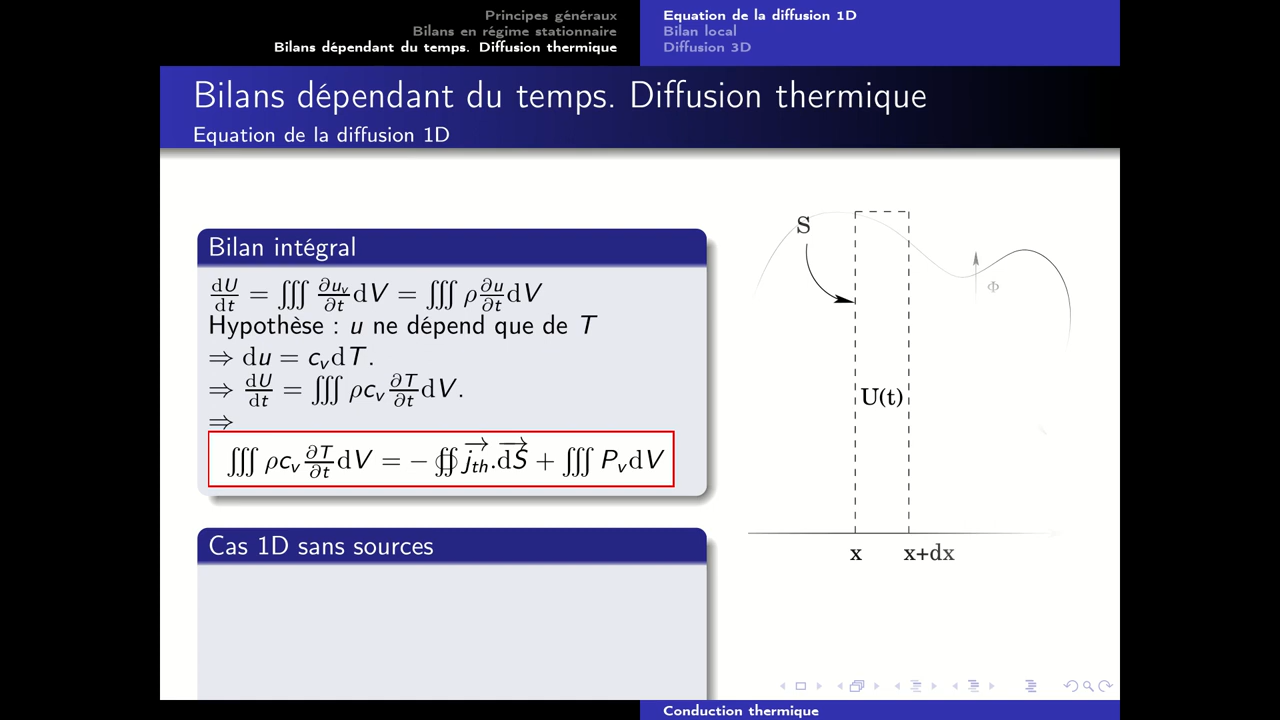 Principes généraux
Bilans en régime stationnaire
Bilans dépendant du temps. Diffusion thermique
Equation de la diffusion 1D
Bilan local
Diffusion 3D
Bilans dépendant du temps. Diffusion thermique
Equation de la diffusion 1D
Bilan intégral
dU/dt = ∭ ∂u_v/∂t dV = ∭ ρ ∂u/∂t dV
Hypothèse : u ne dépend que de T
⇒ du = c_v dT.
⇒ dU/dt = ∭ ρc_v ∂T/∂t dV.
⇒
∭ ρc_v ∂T/∂t dV = − ∯ j_th⃗.dS⃗ + ∭ P_v dV
Cas 1D sans sources
S
Φ
U(t)
x x+dx
Conduction thermique